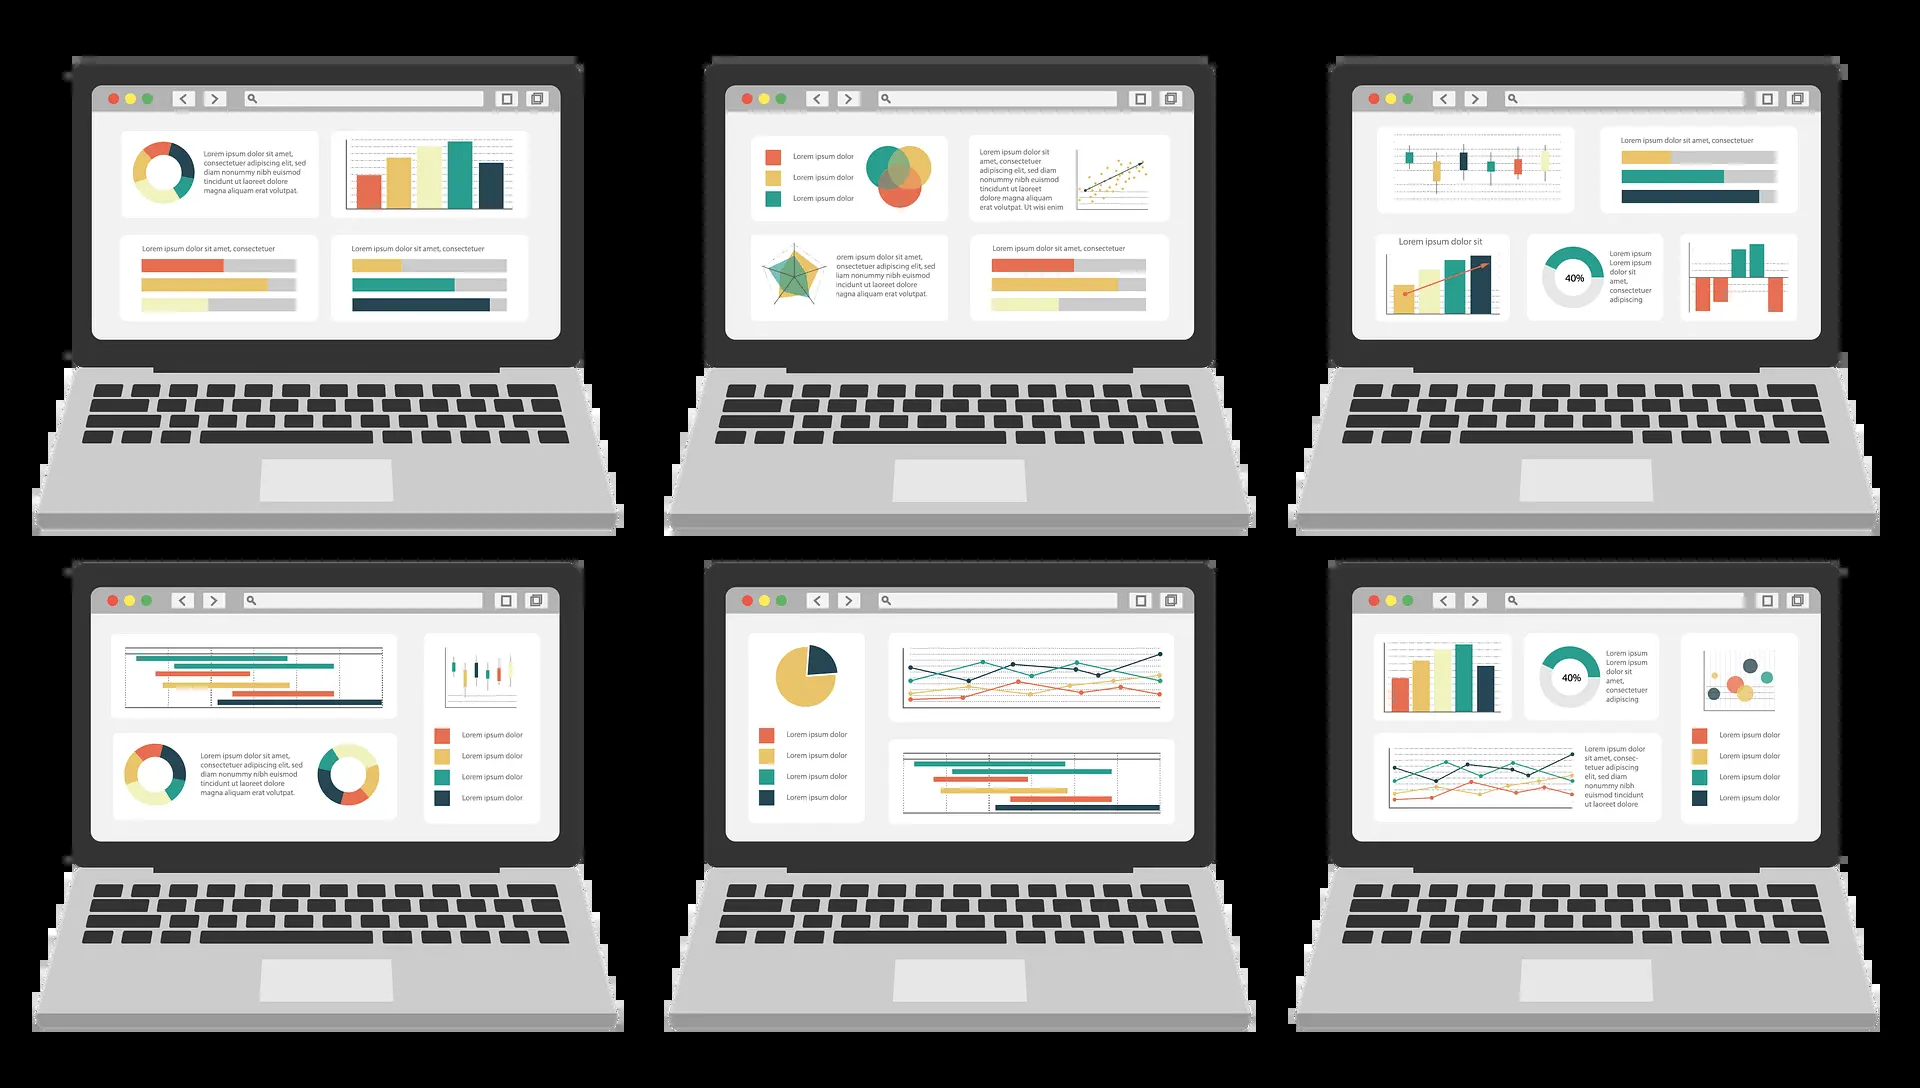 Lorem ipsum dolor sit amet,
consectetuer adipiscing elit, sed
diam nonummy nibh euismod
tincidunt ut laoreet dolore
magna aliquam erat volutpat.
Lorem ipsum dolor sit amet, consectetuer
Lorem ipsum dolor sit amet, consectetuer
Lorem ipsum dolor
Lorem ipsum dolor
Lorem ipsum dolor
Lorem ipsum dolor sit
amet, consectetuer
adipiscing elit, sed diam
nonummy nibh euismod
tincidunt ut laoreet
dolore magna aliquam
erat volutpat. Ut wisi enim
orem ipsum dolor sit amet,
onsectetuer adipiscing elit, sed
liam nonummy nibh euismod
incidunt ut laoreet dolore
magna aliquam erat volutpat.
Lorem ipsum dolor sit amet, consectetuer
Lorem ipsum dolor sit amet, consectetuer
Lorem ipsum dolor sit
40%
Lorem ipsum
Lorem ipsum
dolor sit
amet,
consectetuer
adipiscing
Lorem ipsum dolor sit amet,
consectetuer adipiscing elit, sed
diam nonummy nibh euismod
tincidunt ut laoreet dolore
magna aliquam erat volutpat.
Lorem ipsum dolor
Lorem ipsum dolor
Lorem ipsum dolor
Lorem ipsum dolor
Lorem ipsum dolor
Lorem ipsum dolor
Lorem ipsum dolor
Lorem ipsum dolor
40%
Lorem ipsum
Lorem ipsum
dolor sit
amet,
consectetuer
adipiscing
Lorem ipsum dolor
sit amet, consec-
tetuer adipiscing
elit, sed diam
nonummy nibh
euismod tincidunt
ut laoreet dolore
Lorem ipsum dolor
Lorem ipsum dolor
Lorem ipsum dolor
Lorem ipsum dolor